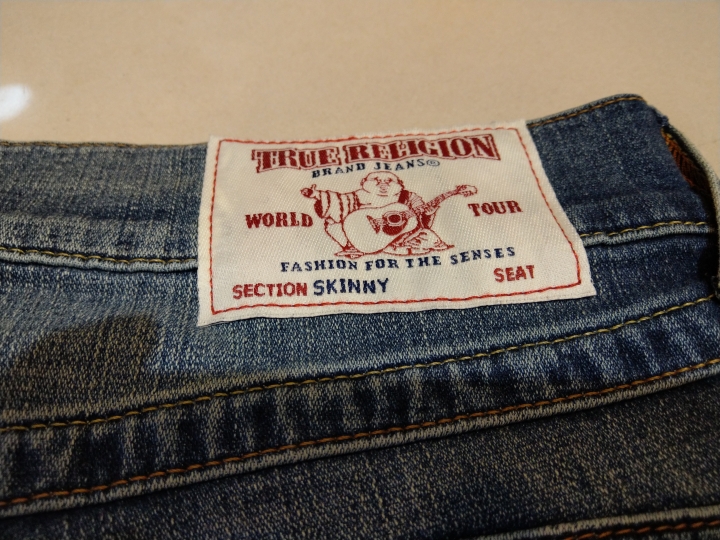 TRUE RELIGION
BRAND JEANS®
WORLD TOUR
FASHION FOR THE SENSES
SECTION SKINNY SEAT